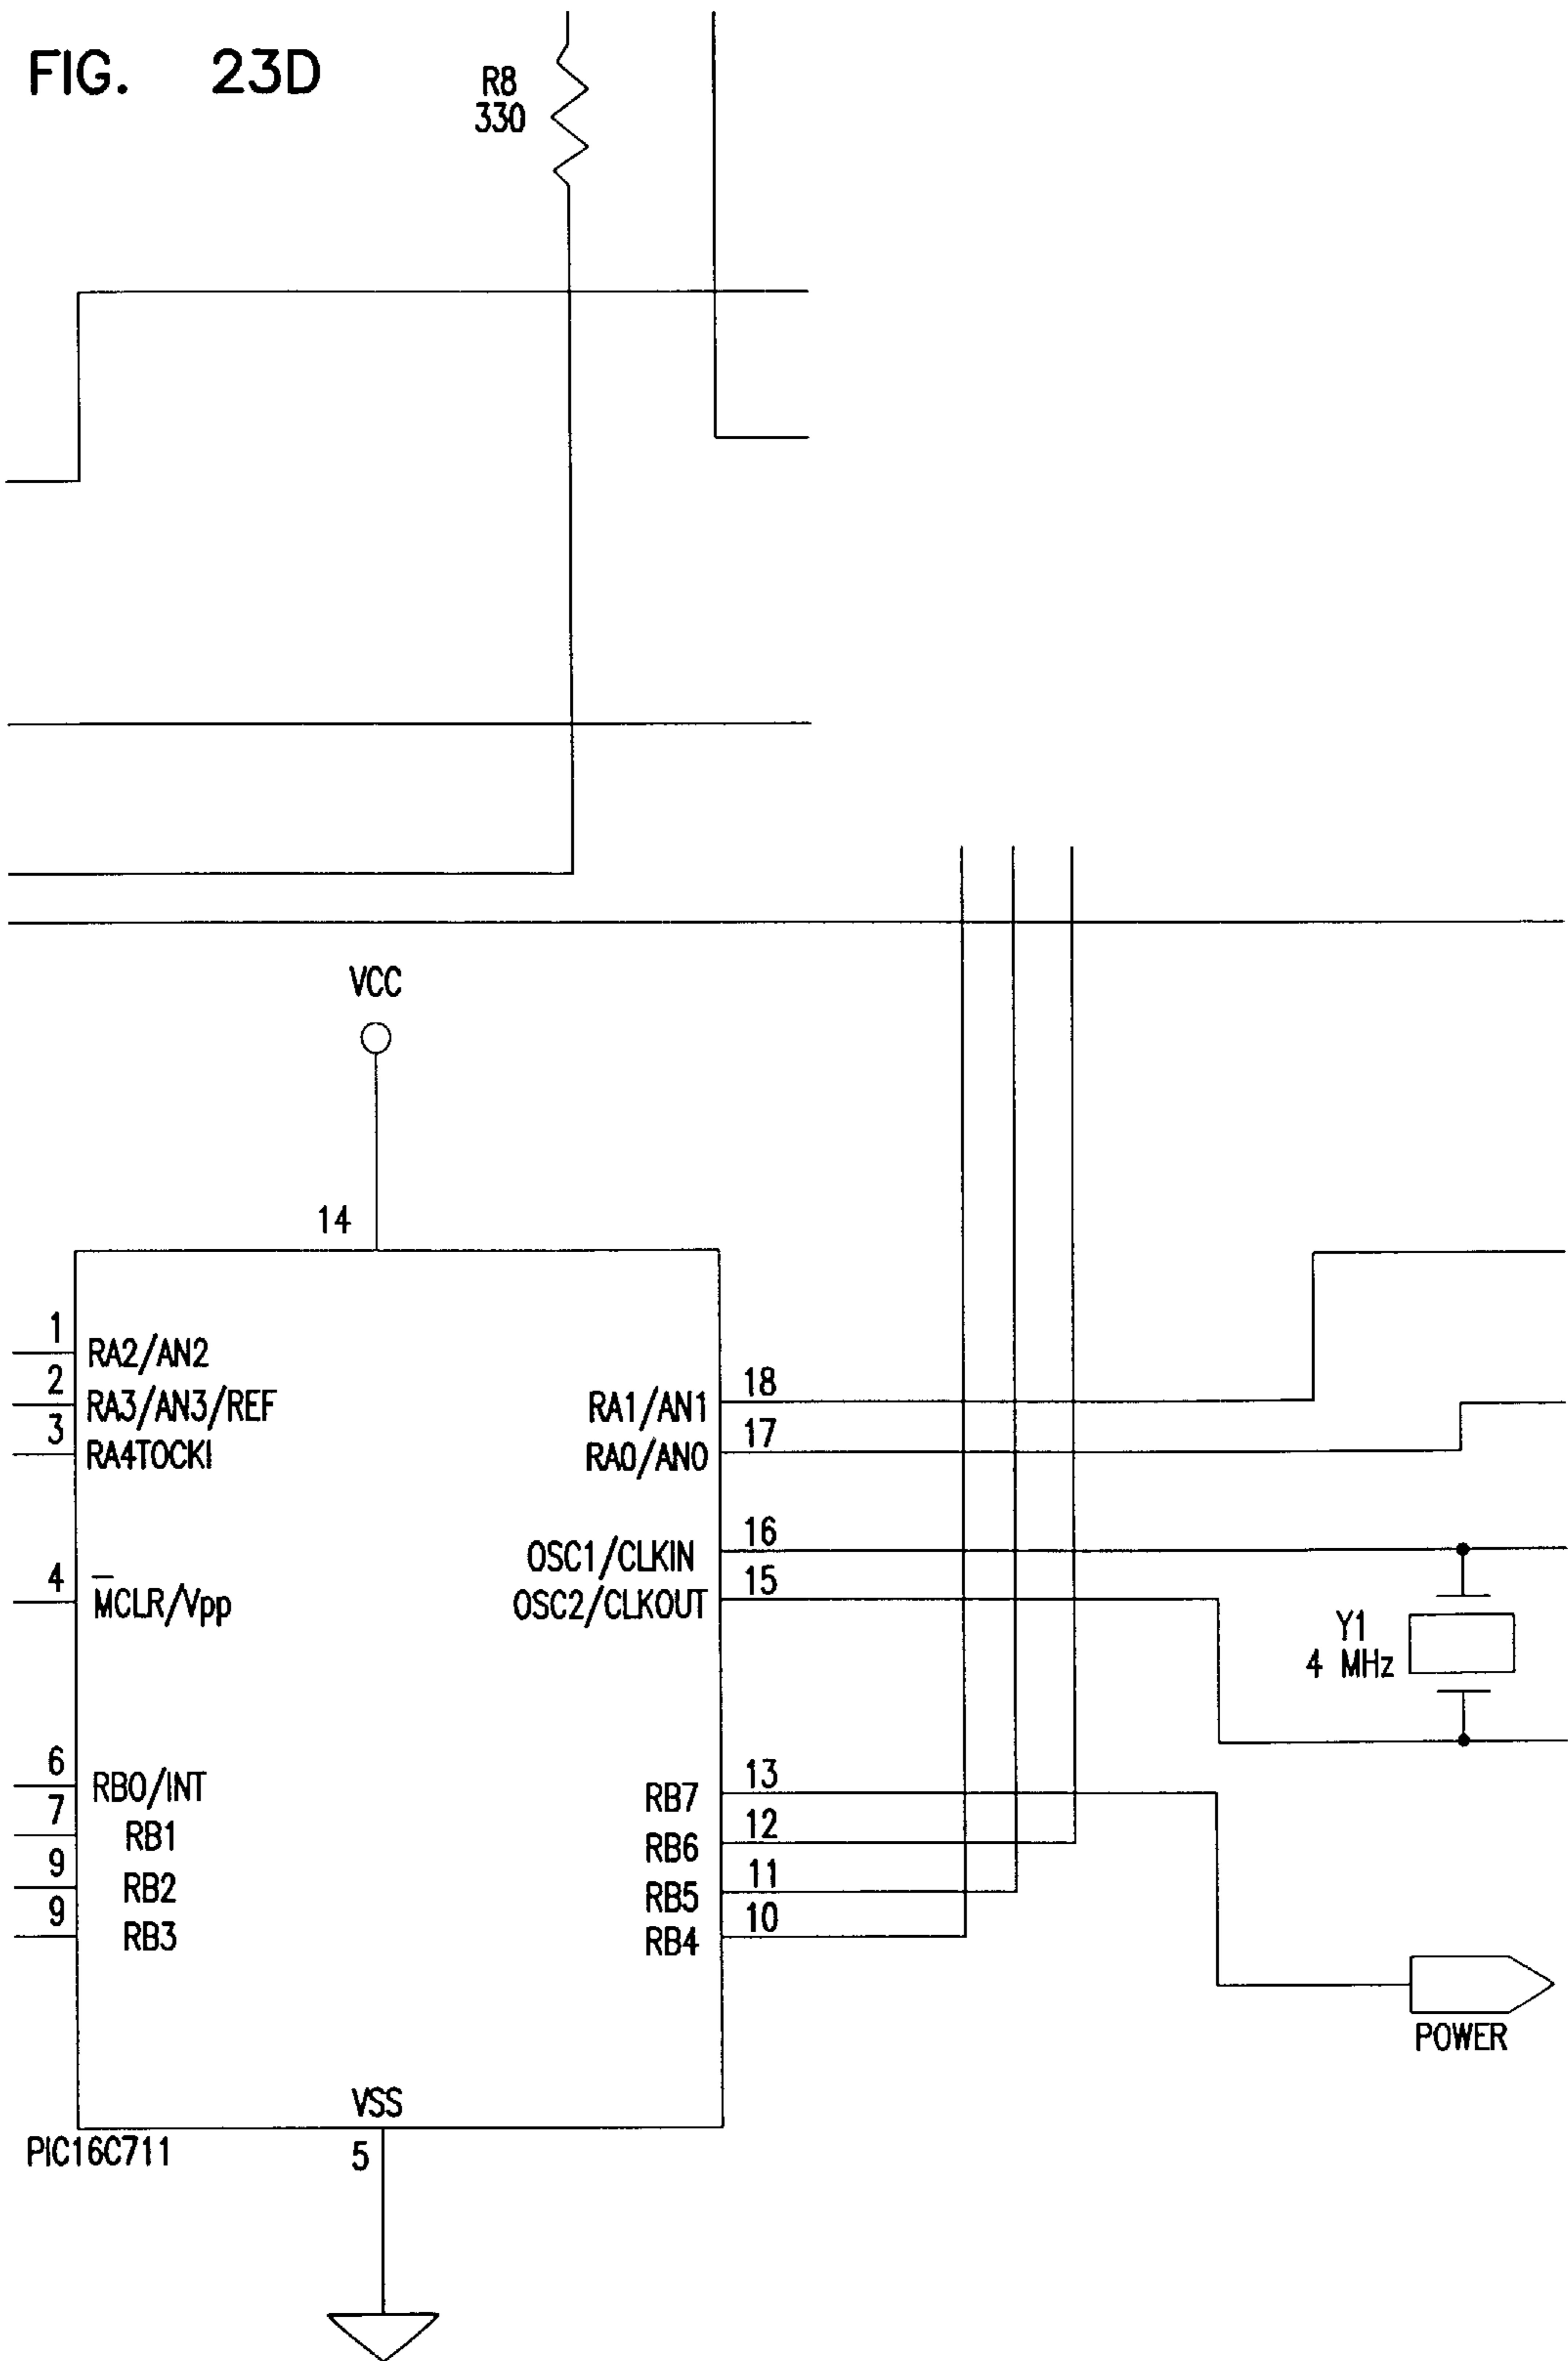 FIG. 23D
R8
330
VCC
14
1
RA2/AN2
2
RA3/AN3/REF
3
RA4TOCKI
4
MCLR/Vpp
6
RB0/INT
7
RB1
9
RB2
9
RB3
18
RA1/AN1
17
RA0/AN0
16
OSC1/CLKIN
15
OSC2/CLKOUT
13
RB7
12
RB6
11
RB5
10
RB4
Y1
4 MHz
POWER
VSS
PIC16C711
5